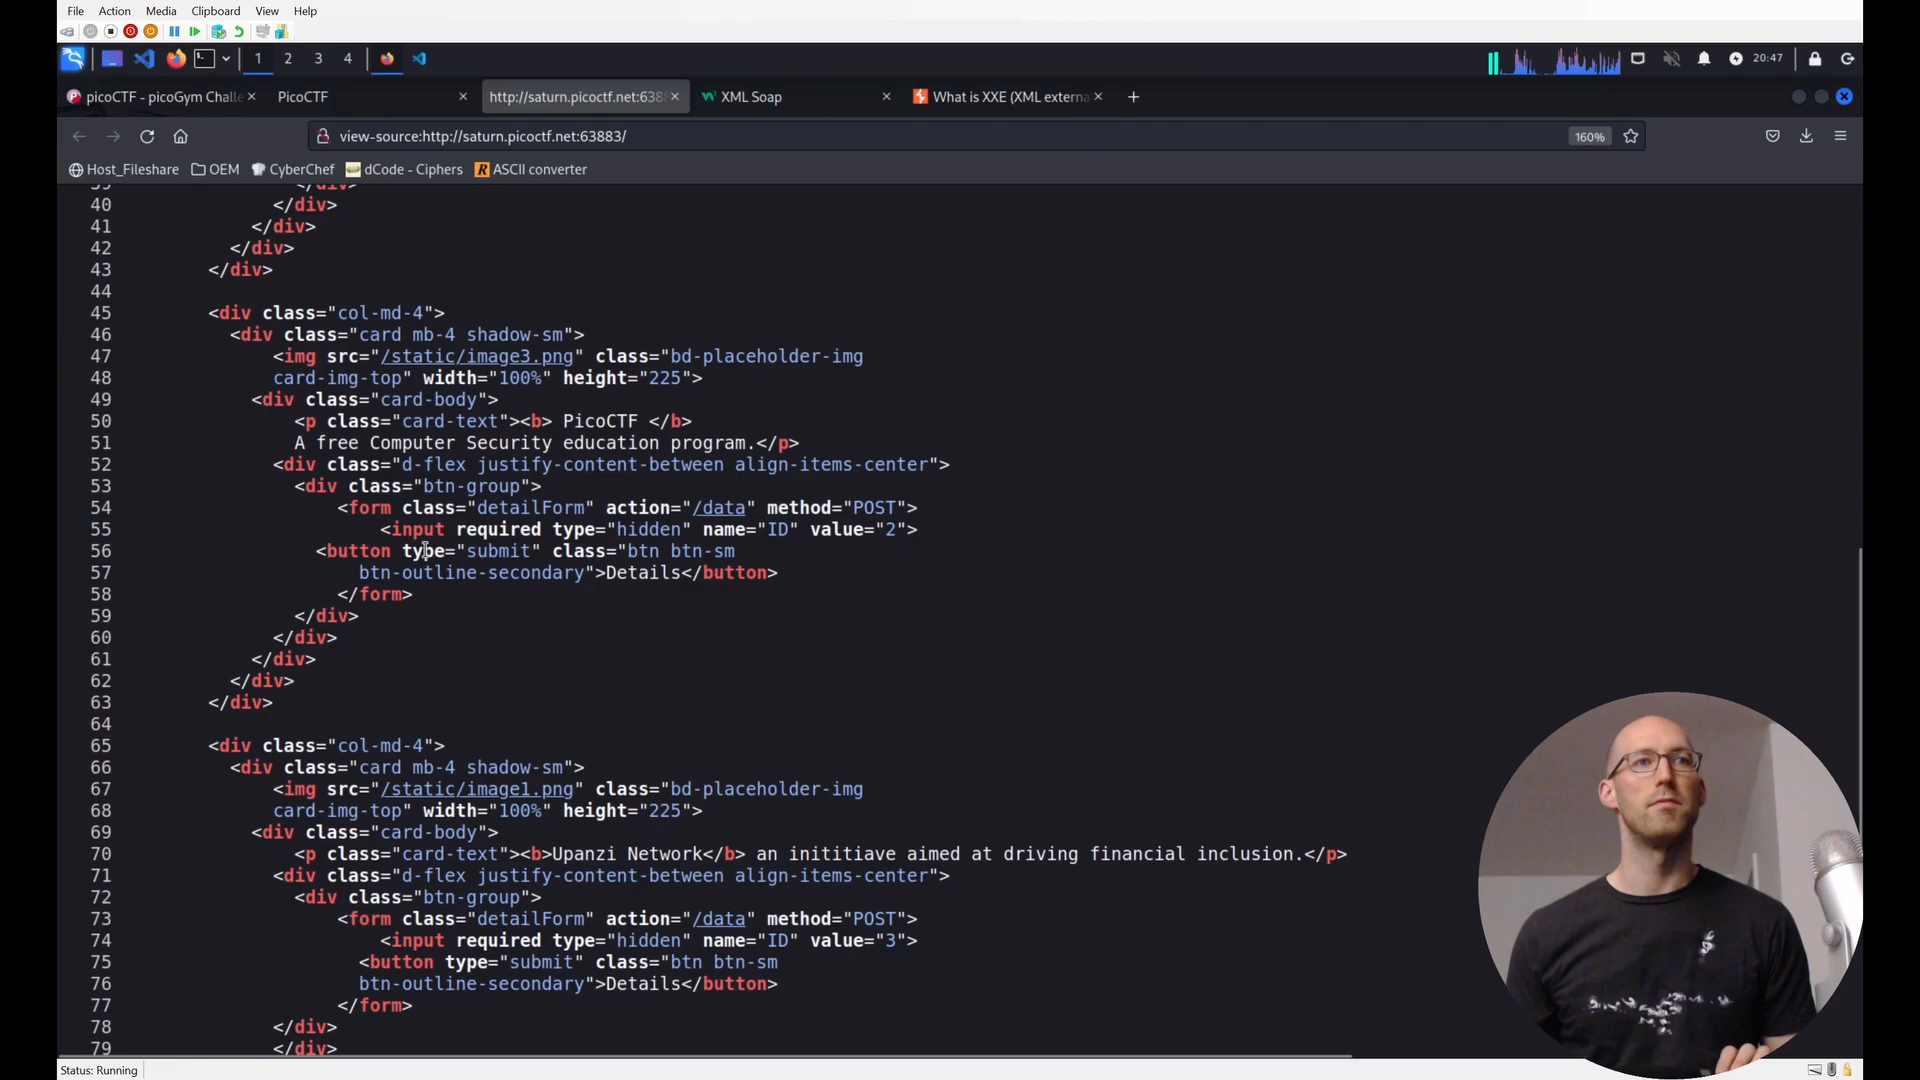 File Action Media Clipboard View Help
1 2 3 4 20:47
picoCTF - picoGym Challe PicoCTF http://saturn.picoctf.net:6388 XML Soap What is XXE (XML externa
view-source:http://saturn.picoctf.net:63883/ 160%
Host_Fileshare OEM CyberChef dCode - Ciphers R ASCII converter
39 </div>
40 </div>
41 </div>
42 </div>
43 </div>
44
45 <div class="col-md-4">
46 <div class="card mb-4 shadow-sm">
47 <img src="/static/image3.png" class="bd-placeholder-img
48 card-img-top" width="100%" height="225">
49 <div class="card-body">
50 <p class="card-text"><b> PicoCTF </b>
51 A free Computer Security education program.</p>
52 <div class="d-flex justify-content-between align-items-center">
53 <div class="btn-group">
54 <form class="detailForm" action="/data" method="POST">
55 <input required type="hidden" name="ID" value="2">
56 <button type="submit" class="btn btn-sm
57 btn-outline-secondary">Details</button>
58 </form>
59 </div>
60 </div>
61 </div>
62 </div>
63 </div>
64
65 <div class="col-md-4">
66 <div class="card mb-4 shadow-sm">
67 <img src="/static/image1.png" class="bd-placeholder-img
68 card-img-top" width="100%" height="225">
69 <div class="card-body">
70 <p class="card-text"><b>Upanzi Network</b> an inititiave aimed at driving financial inclusion.</p>
71 <div class="d-flex justify-content-between align-items-center">
72 <div class="btn-group">
73 <form class="detailForm" action="/data" method="POST">
74 <input required type="hidden" name="ID" value="3">
75 <button type="submit" class="btn btn-sm
76 btn-outline-secondary">Details</button>
77 </form>
78 </div>
79 </div>
Status: Running